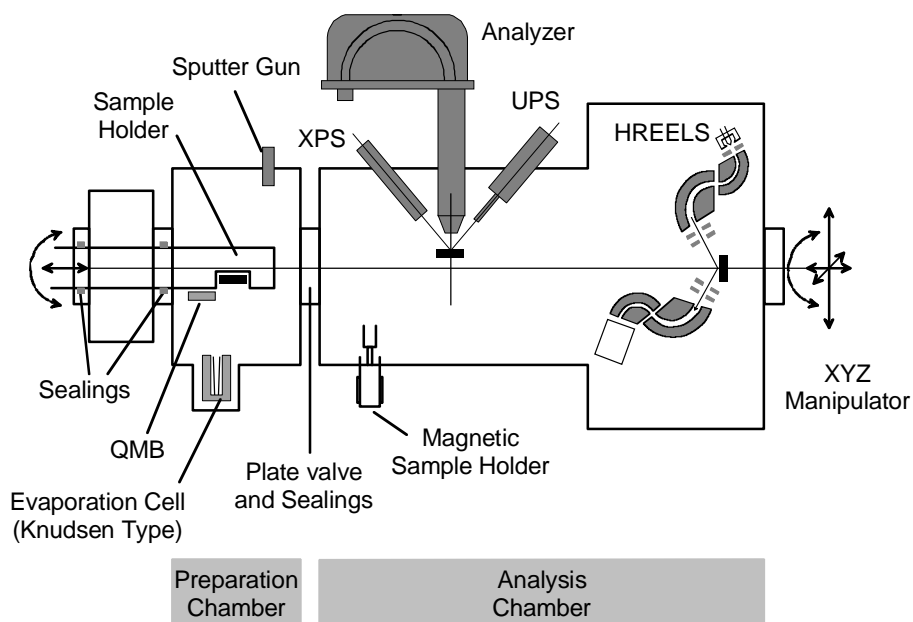 Analyzer
Sputter Gun
UPS
Sample
Holder
XPS
HREELS
Sealings
XYZ
Manipulator
QMB
Magnetic
Sample Holder
Plate valve
and Sealings
Evaporation Cell
(Knudsen Type)
Preparation
Chamber
Analysis
Chamber